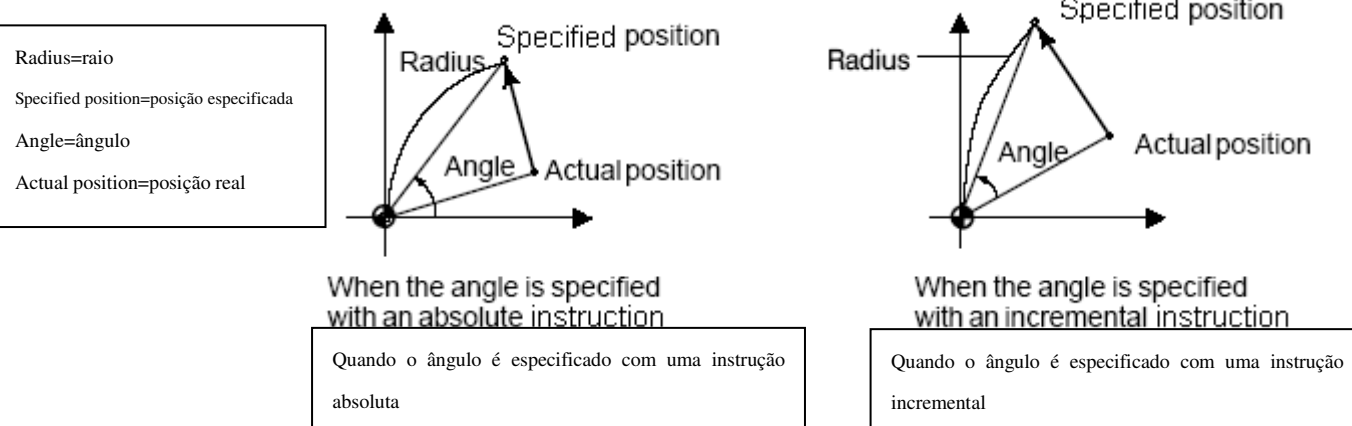 Radius=raio
Specified position=posição especificada
Angle=ângulo
Actual position=posição real
Radius
Specified position
Angle
Actual position
When the angle is specified
with an absolute instruction
Quando o ângulo é especificado com uma instrução
absoluta
Specified position
Radius
Angle
Actual position
When the angle is specified
with an incremental instruction
Quando o ângulo é especificado com uma instrução
incremental